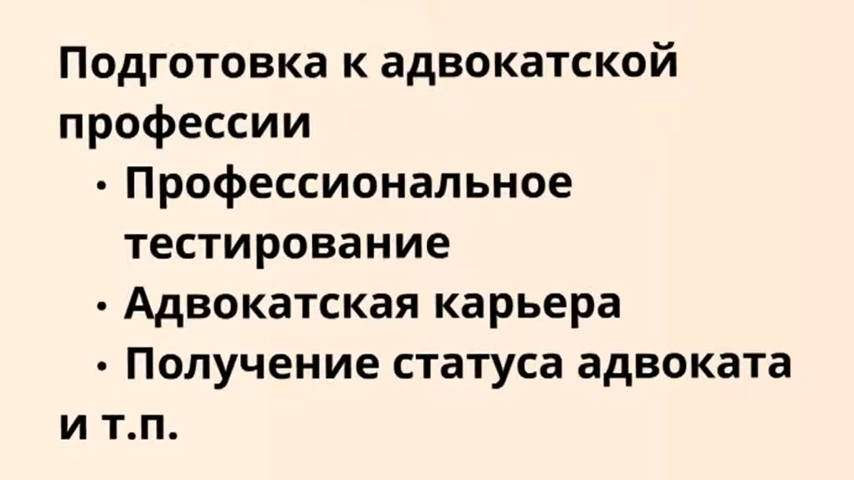 Подготовка к адвокатской
профессии
• Профессиональное
тестирование
• Адвокатская карьера
• Получение статуса адвоката
и т.п.